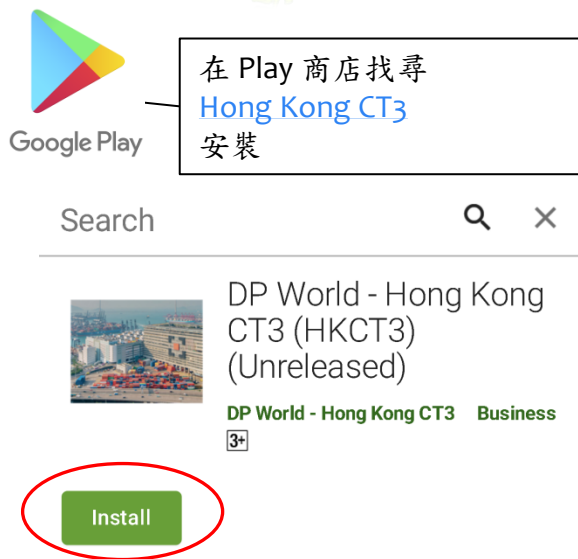 Google Play
在 Play 商店找尋
Hong Kong CT3
安裝
Search
DP World - Hong Kong
CT3 (HKCT3)
(Unreleased)
DP World - Hong Kong CT3 Business
3+
Install